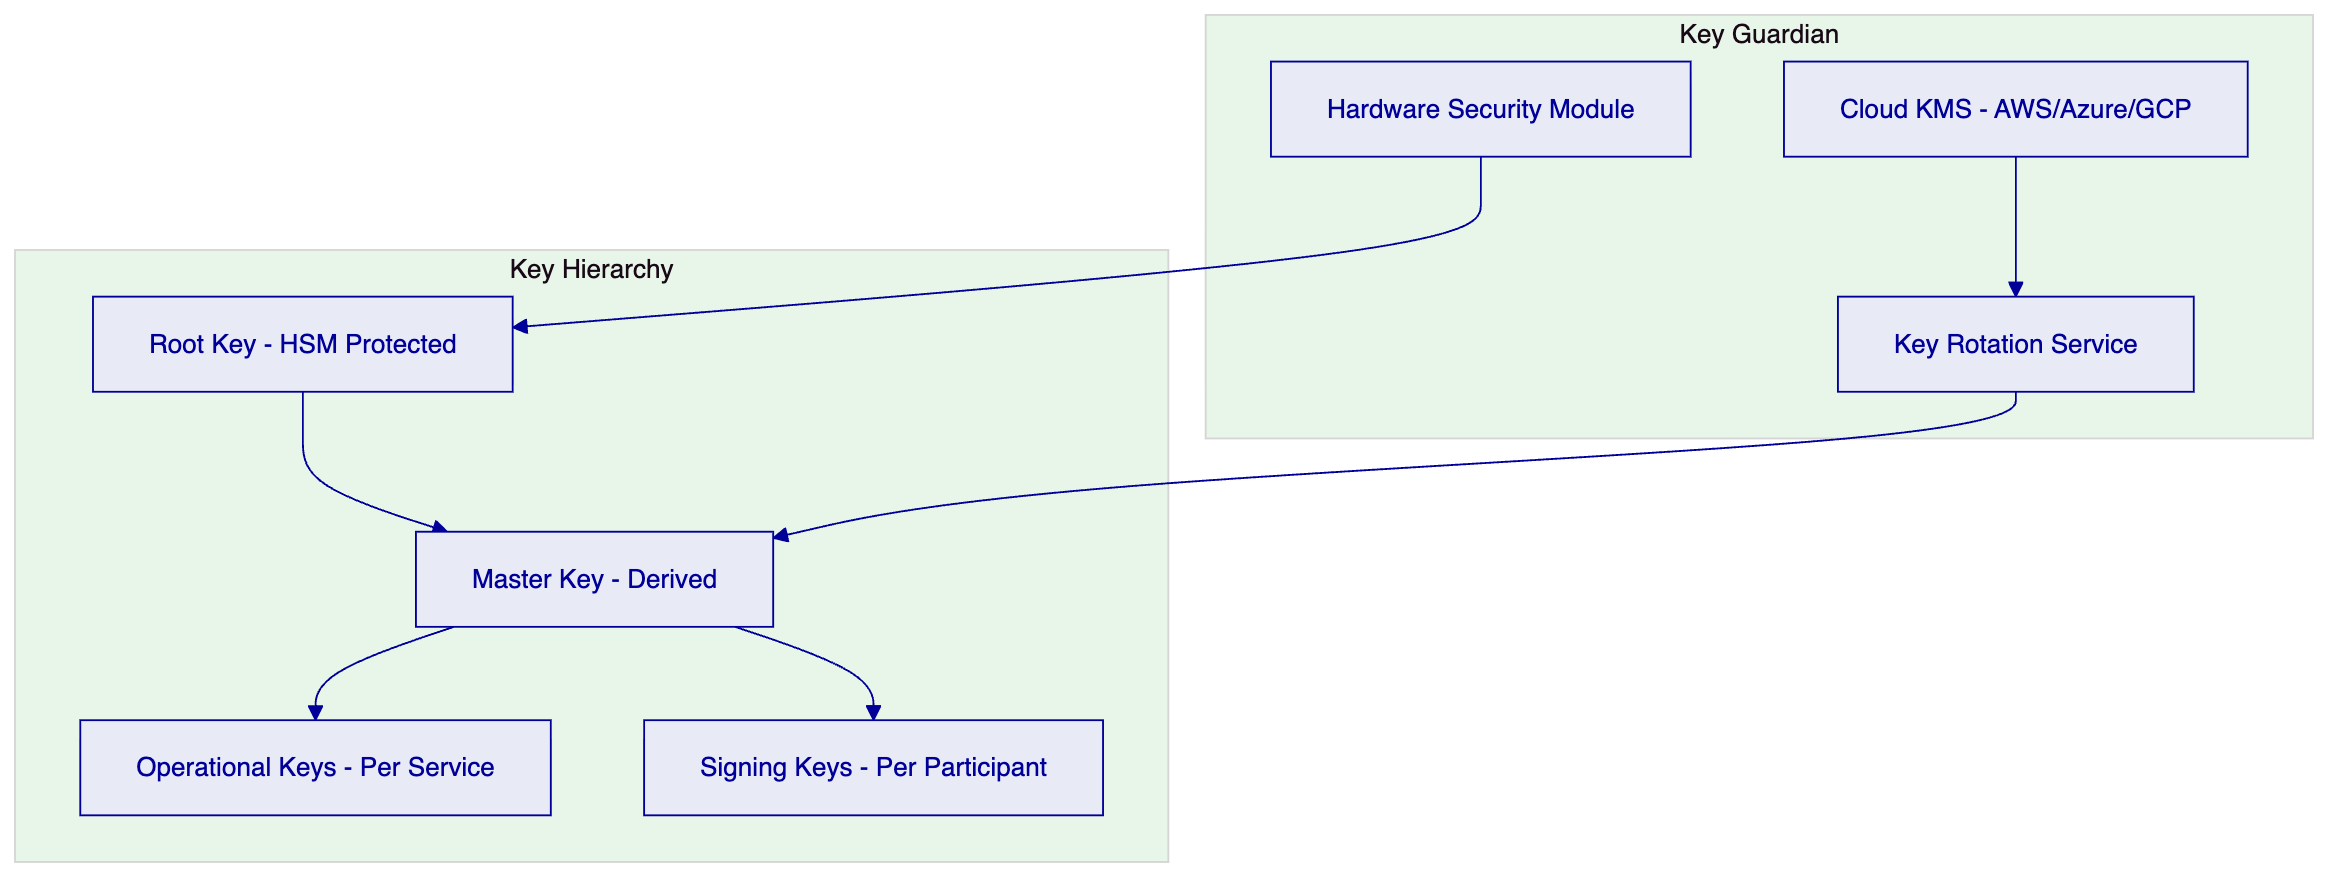 Key Guardian
Hardware Security Module
Cloud KMS - AWS/Azure/GCP
Key Rotation Service
Key Hierarchy
Root Key - HSM Protected
Master Key - Derived
Operational Keys - Per Service
Signing Keys - Per Participant